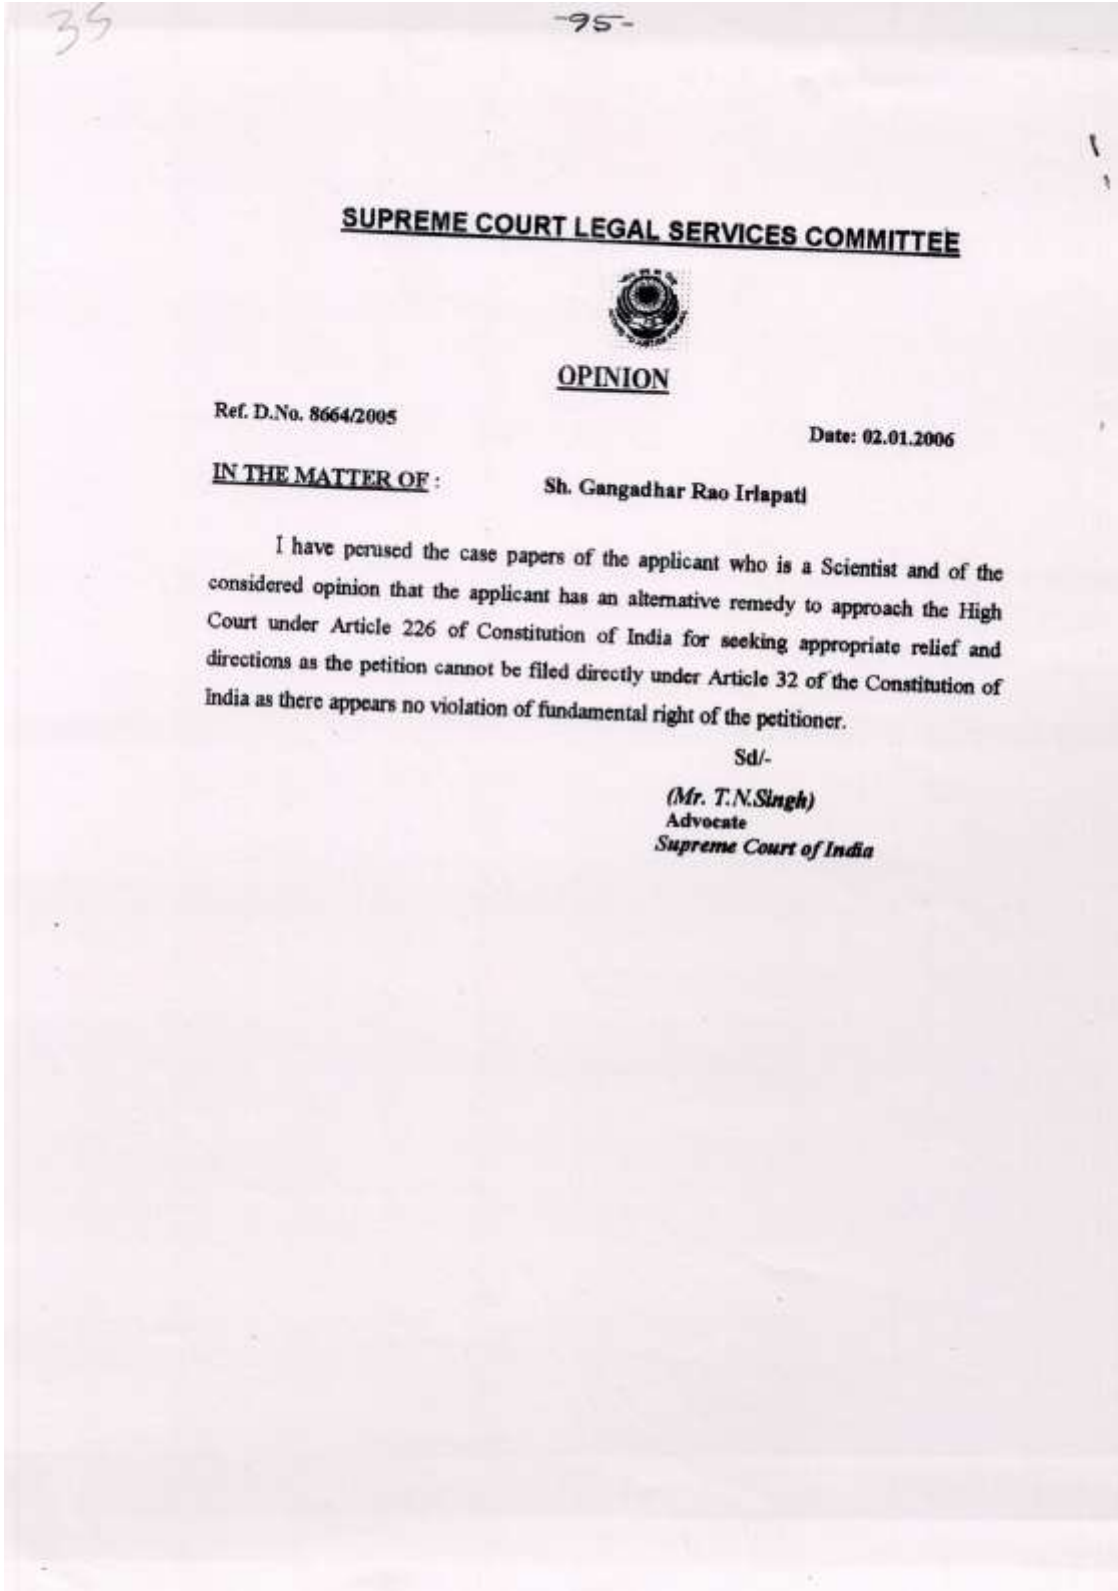 35
-95-
SUPREME COURT LEGAL SERVICES COMMITTEE
OPINION
Ref. D.No. 8664/2005
Date: 02.01.2006
IN THE MATTER OF : Sh. Gangadhar Rao Irlapati
I have perused the case papers of the applicant who is a Scientist and of the
considered opinion that the applicant has an alternative remedy to approach the High
Court under Article 226 of Constitution of India for seeking appropriate relief and
directions as the petition cannot be filed directly under Article 32 of the Constitution of
India as there appears no violation of fundamental right of the petitioner.
Sd/-
(Mr. T.N.Singh)
Advocate
Supreme Court of India